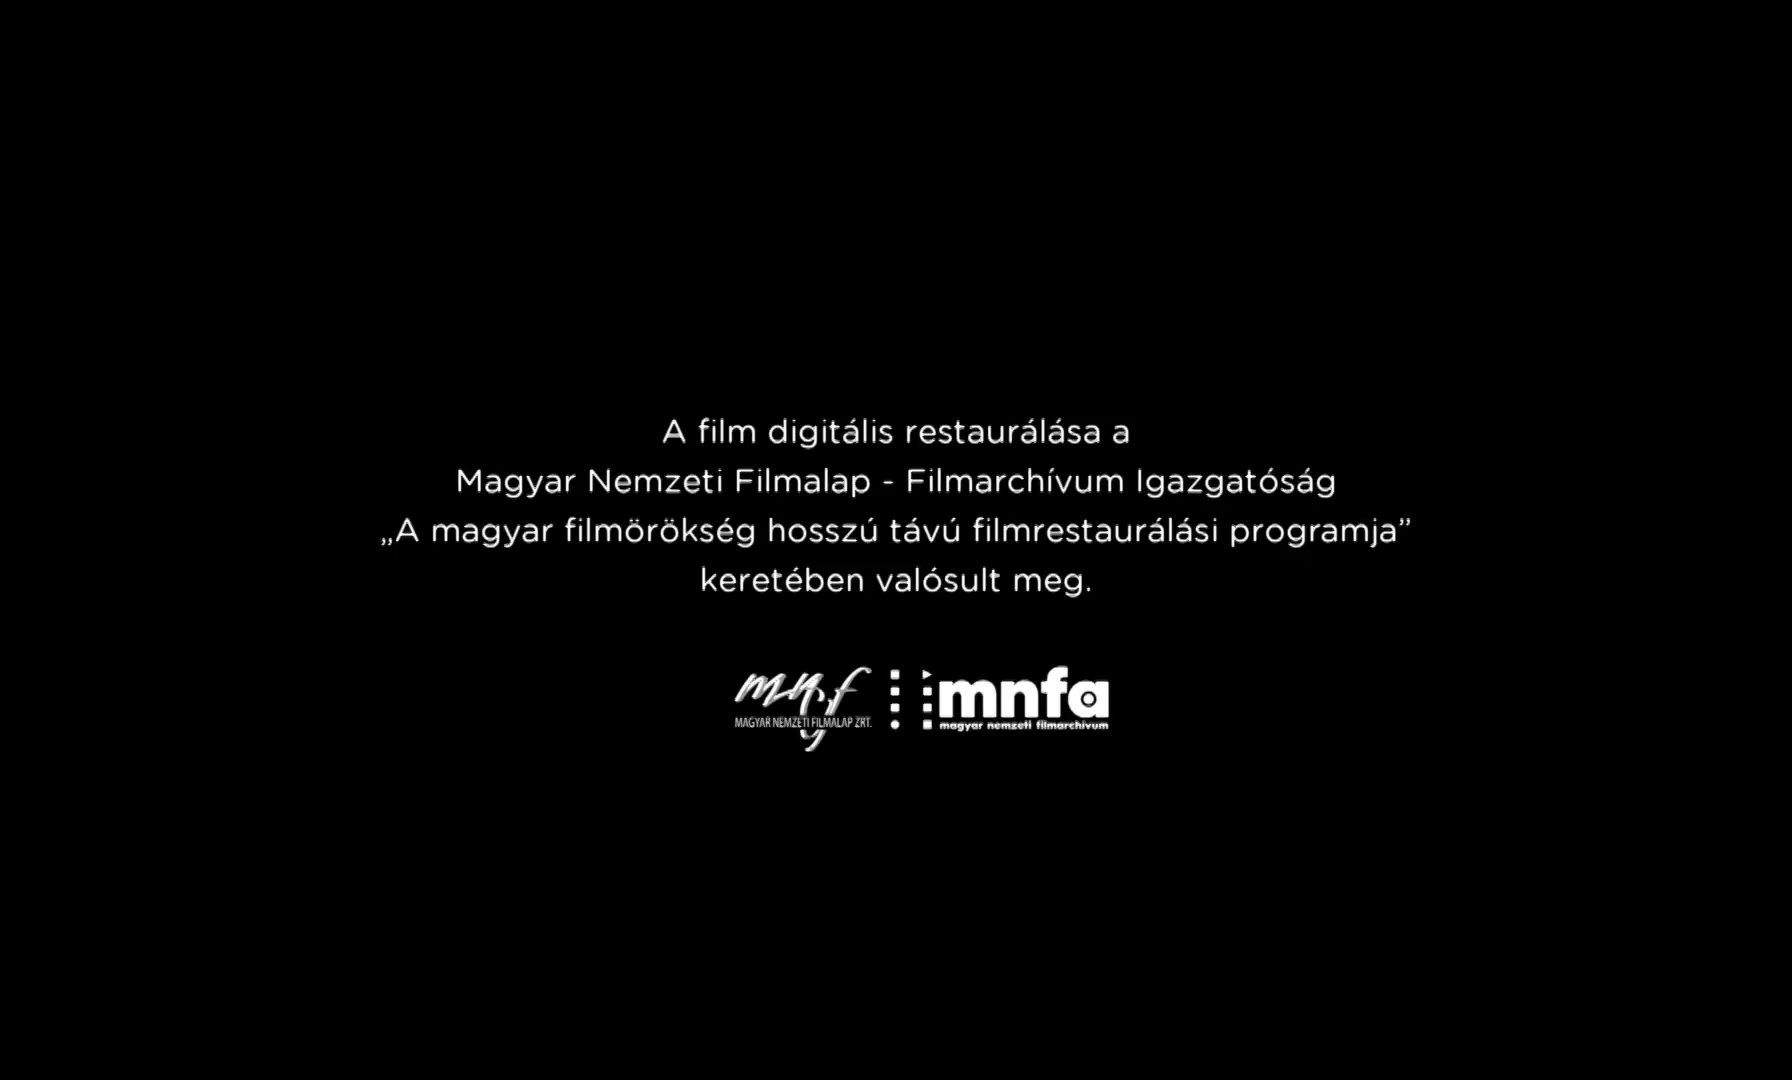 A film digitális restaurálása a
Magyar Nemzeti Filmalap - Filmarchívum Igazgatóság
„A magyar filmörökség hosszú távú filmrestaurálási programja”
keretében valósult meg.
mnf
MAGYAR NEMZETI FILMALAP ZRT.
mnfa
magyar nemzeti filmarchívum